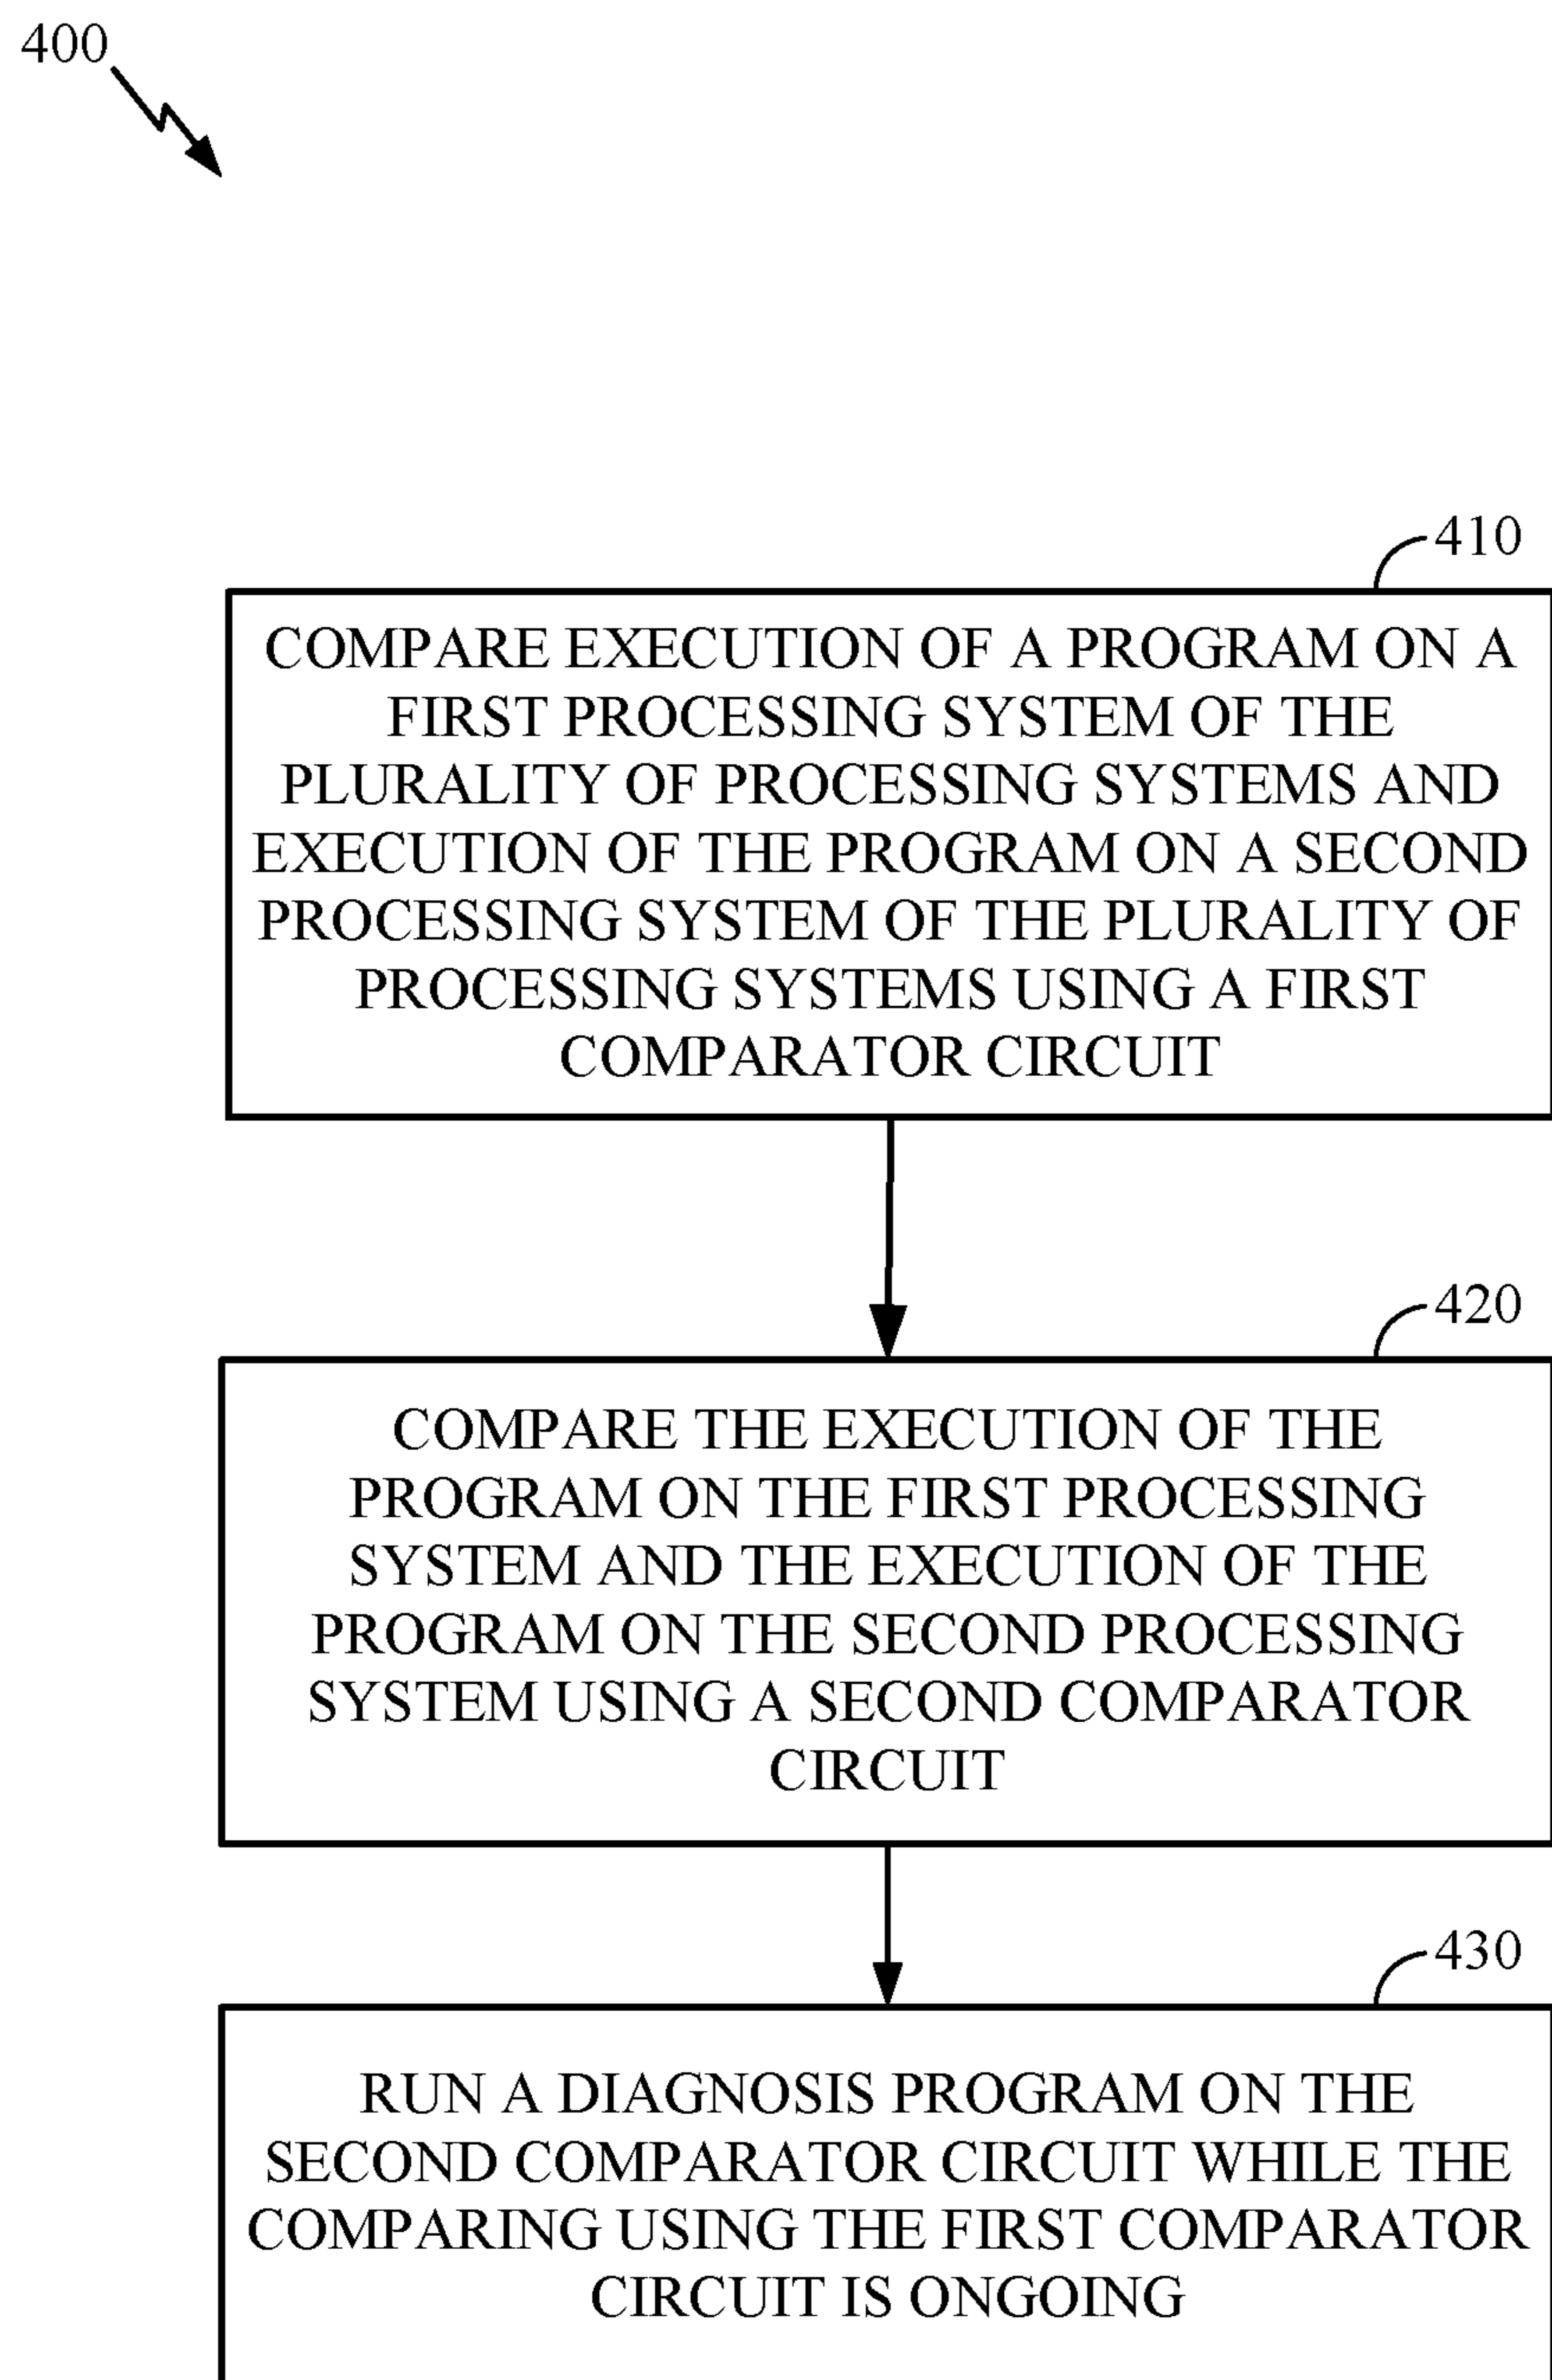 400
410
COMPARE EXECUTION OF A PROGRAM ON A
FIRST PROCESSING SYSTEM OF THE
PLURALITY OF PROCESSING SYSTEMS AND
EXECUTION OF THE PROGRAM ON A SECOND
PROCESSING SYSTEM OF THE PLURALITY OF
PROCESSING SYSTEMS USING A FIRST
COMPARATOR CIRCUIT
420
COMPARE THE EXECUTION OF THE
PROGRAM ON THE FIRST PROCESSING
SYSTEM AND THE EXECUTION OF THE
PROGRAM ON THE SECOND PROCESSING
SYSTEM USING A SECOND COMPARATOR
CIRCUIT
430
RUN A DIAGNOSIS PROGRAM ON THE
SECOND COMPARATOR CIRCUIT WHILE THE
COMPARING USING THE FIRST COMPARATOR
CIRCUIT IS ONGOING